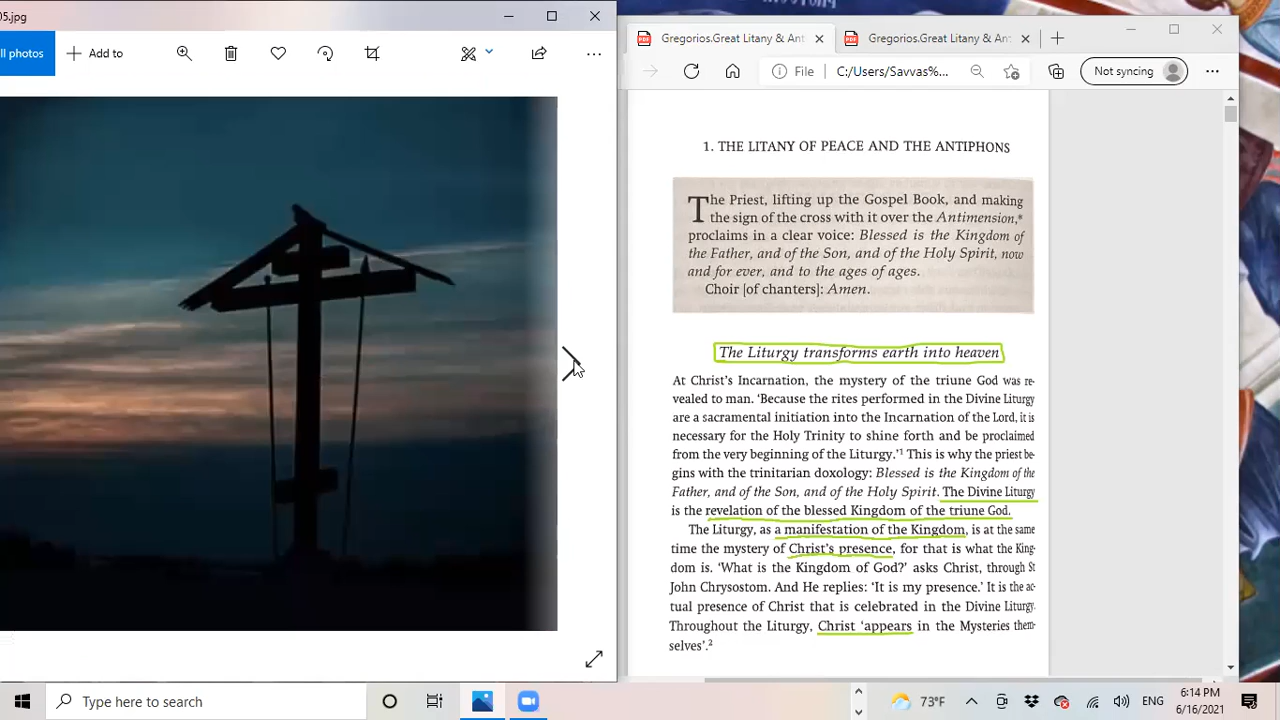 05.jpg
ll photos
Add to
Gregorios.Great Litany & Ant
Gregorios.Great Litany & Ant
File
C:/Users/Savvas%...
Not syncing
1. THE LITANY OF PEACE AND THE ANTIPHONS
The Priest, lifting up the Gospel Book, and making
the sign of the cross with it over the Antimension,*
proclaims in a clear voice: Blessed is the Kingdom of
the Father, and of the Son, and of the Holy Spirit, now
and for ever, and to the ages of ages.
Choir [of chanters]: Amen.
The Liturgy transforms earth into heaven
At Christ's Incarnation, the mystery of the triune God was re-
vealed to man. 'Because the rites performed in the Divine Liturgy
are a sacramental initiation into the Incarnation of the Lord, it is
necessary for the Holy Trinity to shine forth and be proclaimed
from the very beginning of the Liturgy.'1 This is why the priest be-
gins with the trinitarian doxology: Blessed is the Kingdom of the
Father, and of the Son, and of the Holy Spirit. The Divine Liturgy
is the revelation of the blessed Kingdom of the triune God.
The Liturgy, as a manifestation of the Kingdom, is at the same
time the mystery of Christ's presence, for that is what the King-
dom is. 'What is the Kingdom of God?' asks Christ, through St
John Chrysostom. And He replies: 'It is my presence.' It is the ac-
tual presence of Christ that is celebrated in the Divine Liturgy.
Throughout the Liturgy, Christ 'appears in the Mysteries them-
selves'.2
Type here to search
73°F
ENG
6:14 PM
6/16/2021